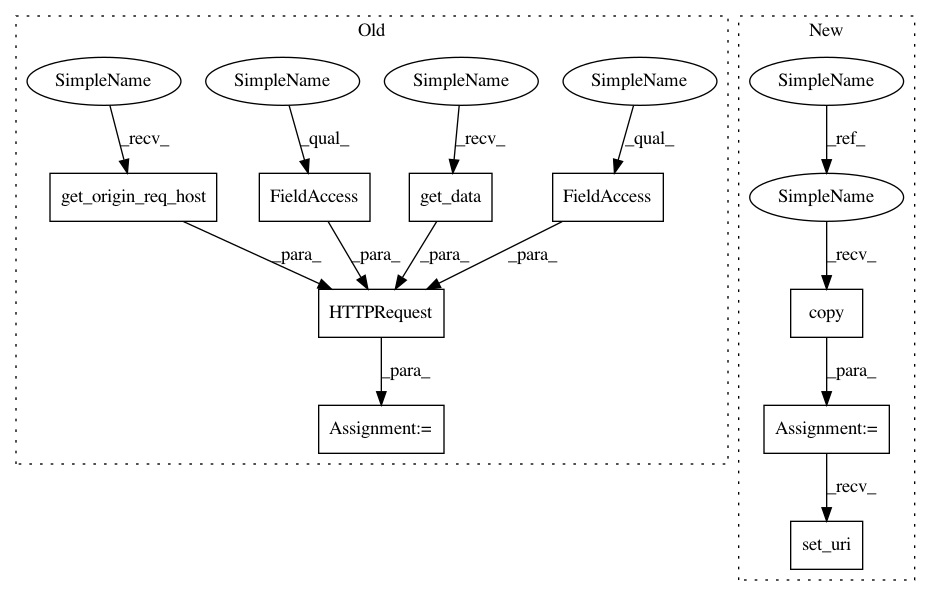 Old
New
SimpleName
SimpleName
SimpleName
SimpleName
SimpleName
_recv_
_qual_
_recv_
_qual_
_ref_
get_origin_req_host
FieldAccess
get_data
FieldAccess
SimpleName
_para_
_para_
_para_
_para_
_recv_
HTTPRequest
copy
_para_
_para_
Assignment:=
Assignment:=
_recv_
set_uri